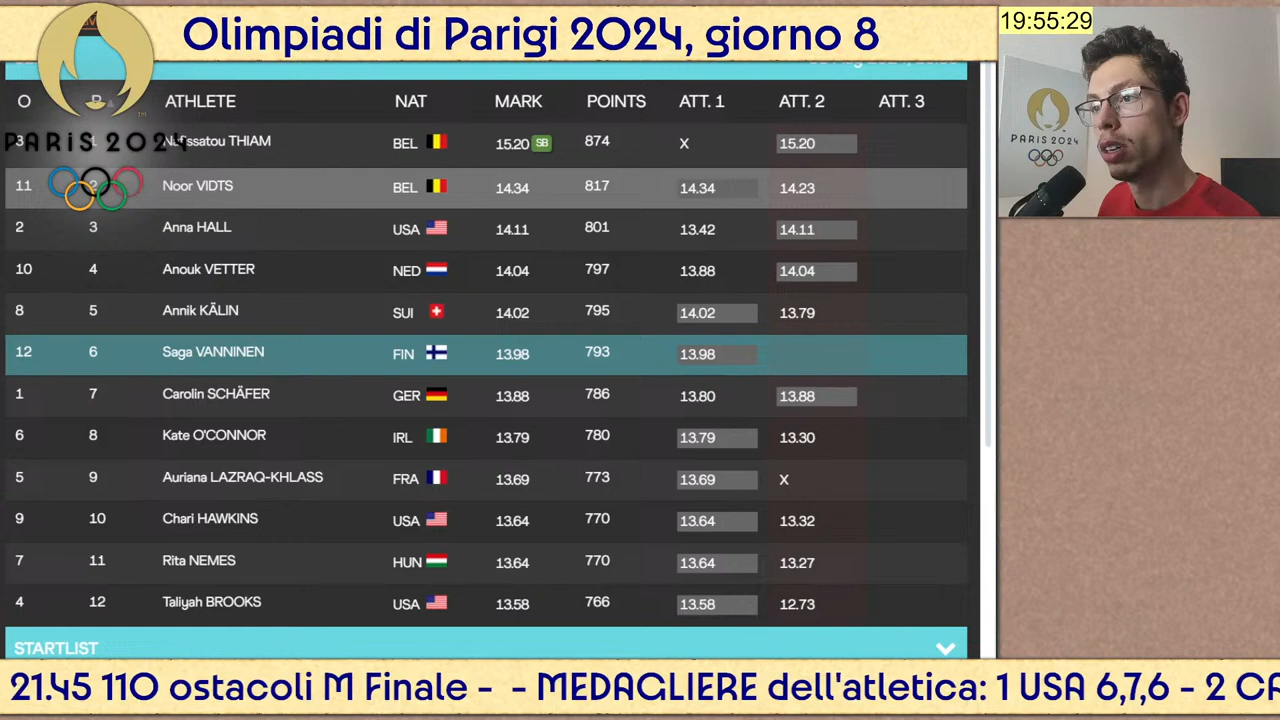 Olimpiadi di Parigi 2024, giorno 8
19:55:29
O ATHLETE NAT MARK POINTS ATT. 1 ATT. 2 ATT. 3
3 1 THIAM BEL 15.20 SB 874 X 15.20
11 2 Noor VIDTS BEL 14.34 817 14.34 14.23
2 3 Anna HALL USA 14.11 801 13.42 14.11
10 4 Anouk VETTER NED 14.04 797 13.88 14.04
8 5 Annik KÄLIN SUI 14.02 795 14.02 13.79
12 6 Saga VANNINEN FIN 13.98 793 13.98
1 7 Carolin SCHÄFER GER 13.88 786 13.80 13.88
6 8 Kate O'CONNOR IRL 13.79 780 13.79 13.30
5 9 Auriana LAZRAQ-KHLASS FRA 13.69 773 13.69 X
9 10 Chari HAWKINS USA 13.64 770 13.64 13.32
7 11 Rita NEMES HUN 13.64 770 13.64 13.27
4 12 Taliyah BROOKS USA 13.58 766 13.58 12.73
STARTLIST
PARIS 2024
PARIS 2024
21.45 110 ostacoli M Finale - - MEDAGLIERE dell'atletica: 1 USA 6,7,6 - 2 CA